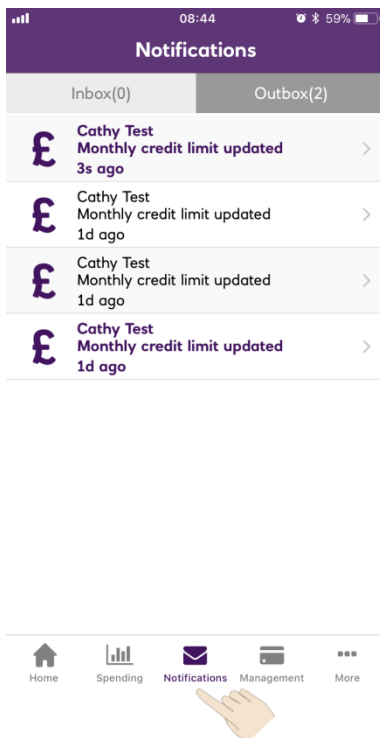 08:44 59%
Notifications
Inbox(0) Outbox(2)
£ Cathy Test
Monthly credit limit updated
3s ago
£ Cathy Test
Monthly credit limit updated
1d ago
£ Cathy Test
Monthly credit limit updated
1d ago
£ Cathy Test
Monthly credit limit updated
1d ago
Home Spending Notifications Management More